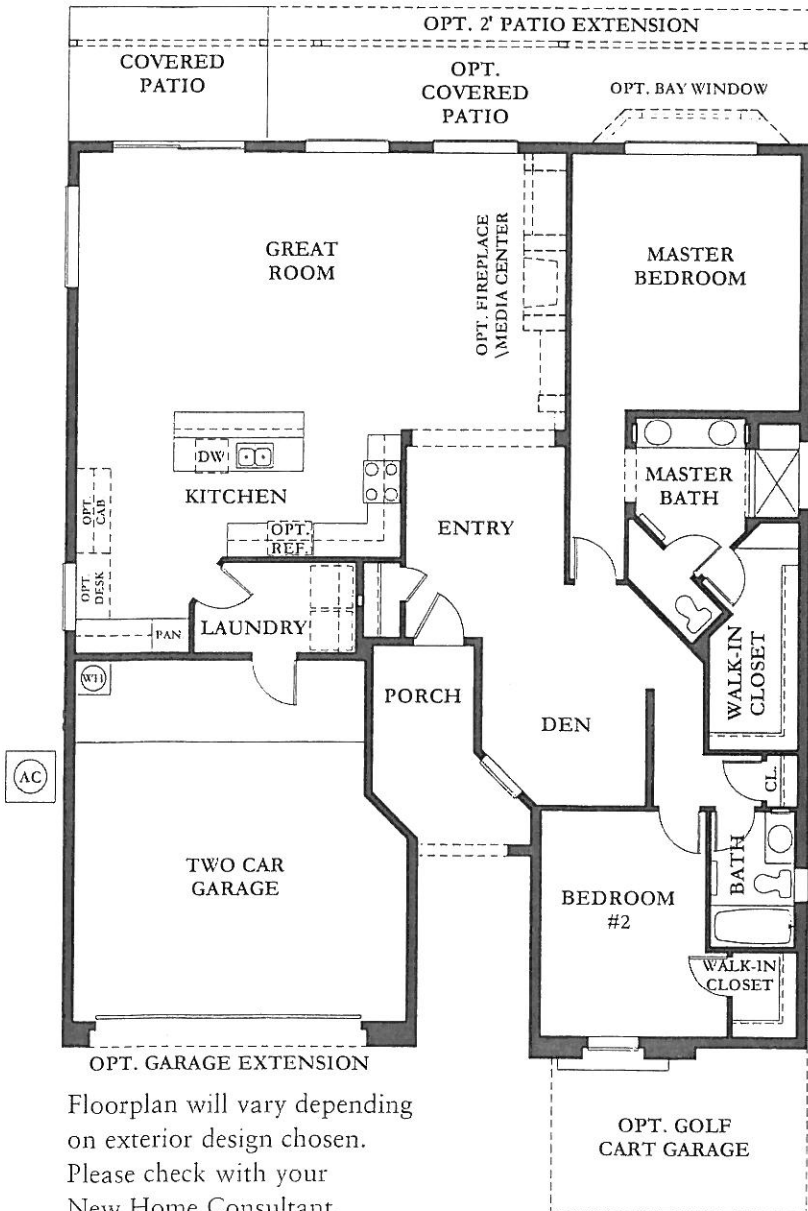 OPT. 2' PATIO EXTENSION
COVERED
PATIO
OPT.
COVERED
PATIO
OPT. BAY WINDOW
GREAT
ROOM
OPT. FIREPLACE
\MEDIA CENTER
MASTER
BEDROOM
DW
KITCHEN
OPT.
CAB
OPT.
DESK
OPT.
REF.
ENTRY
MASTER
BATH
PAN
LAUNDRY
WH
PORCH
WALK-IN
CLOSET
DEN
AC
CL.
TWO CAR
GARAGE
BEDROOM
#2
BATH
WALK-IN
CLOSET
OPT. GARAGE EXTENSION
OPT. GOLF
CART GARAGE
Floorplan will vary depending
on exterior design chosen.
Please check with your
New Home Consultant